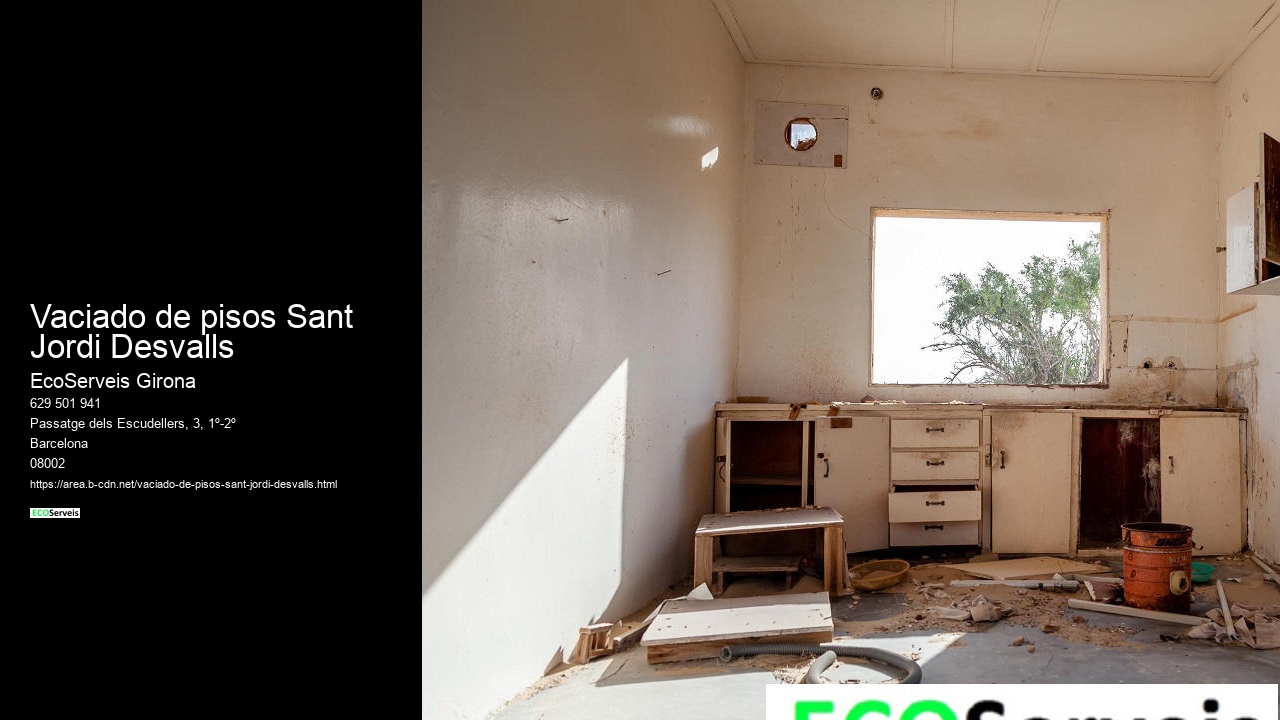 Vaciado de pisos Sant
Jordi Desvalls
EcoServeis Girona
629 501 941
Passatge dels Escudellers, 3, 1º-2º
Barcelona
08002
https://area.b-cdn.net/vaciado-de-pisos-sant-jordi-desvalls.html
ECOServeis
ECOServeis